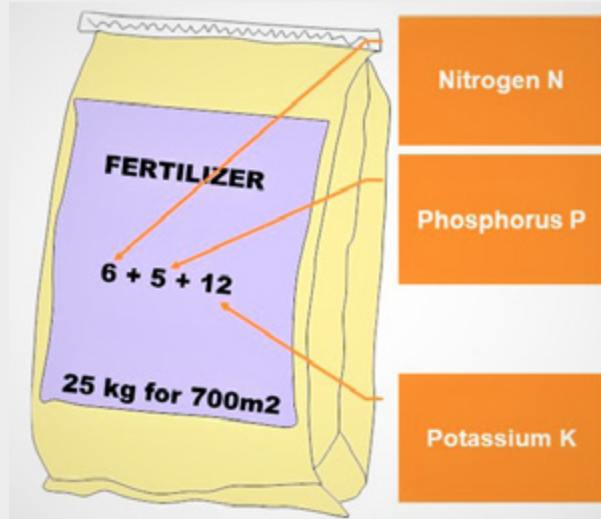 FERTILIZER
6 + 5 + 12
25 kg for 700m2
Nitrogen N
Phosphorus P
Potassium K